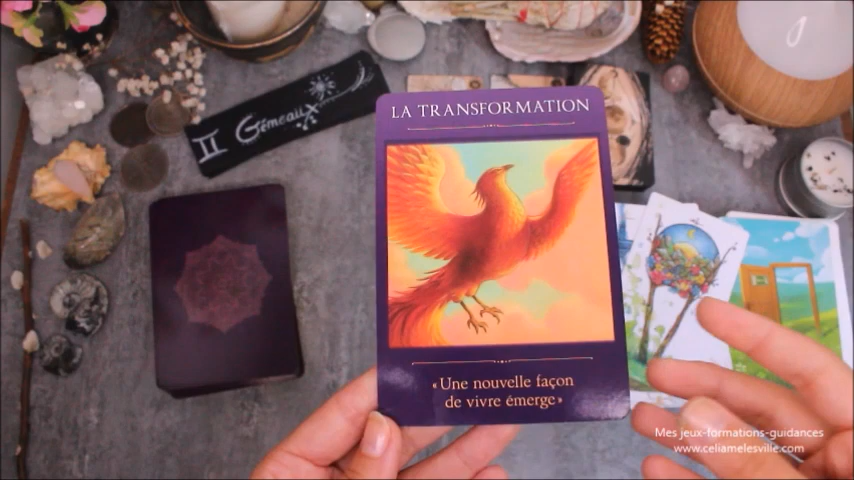 Gémeaux
LA TRANSFORMATION
«Une nouvelle façon
de vivre émerge»
Mes jeux-formations-guidances
www.celiamelesville.com